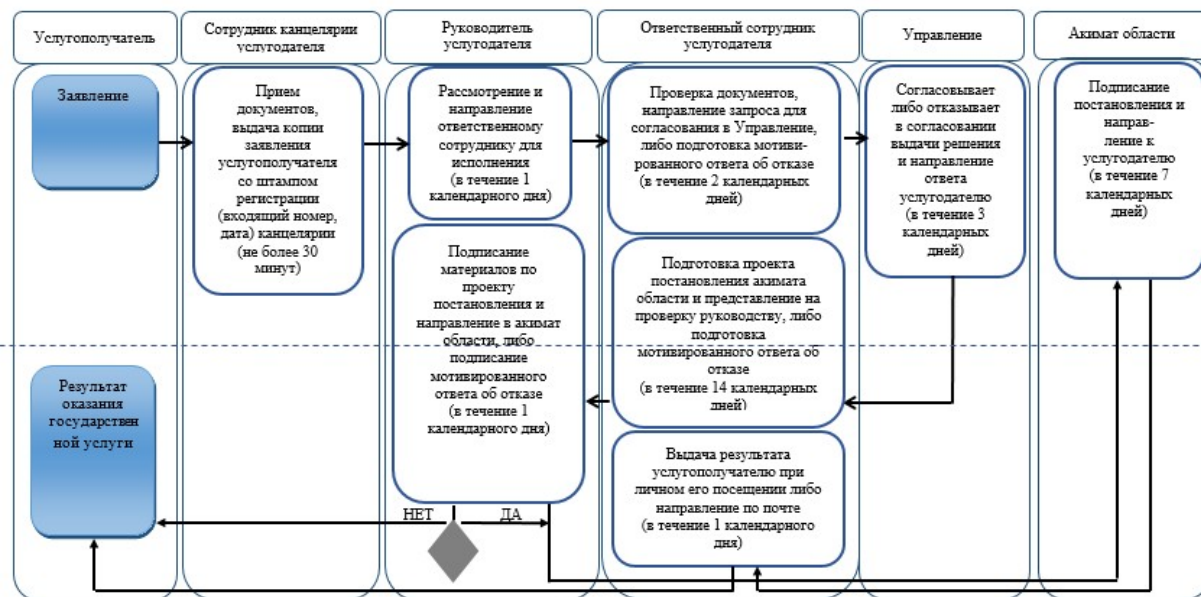 Услугополучатель
Сотрудник канцелярии
услугодателя
Руководитель
услугодателя
Ответственный сотрудник
услугодателя
Управление
Акимат области
Заявление
Прием
документов,
выдача копии
заявления
услугополучателя
со штампом
регистрации
(входящий номер,
дата) канцелярии
(не более 30
минут)
Рассмотрение и
направление
ответственному
сотруднику для
исполнения
(в течение 1
календарного дня)
Проверка документов,
направление запроса для
согласования в Управление,
либо подготовка мотиви-
рованного ответа об отказе
(в течение 2 календарных
дней)
Согласовывает
либо отказывает
в согласовании
выдачи решения
и направление
ответа
услугодателю
(в течение 3
календарных
дней)
Подписание
постановления и
направ-
ление к
услугодателю
(в течение 7
календарных
дней)
Подписание
материалов по
проекту
постановления и
направление в акимат
области, либо
подписание
мотивированного
ответа об отказе
(в течение 1
календарного дня)
Подготовка проекта
постановления акимата
области и представление на
проверку руководству, либо
подготовка
мотивированного ответа об
отказе
(в течение 14 календарных
дней)
Результат
оказания
государствен
ной услуги
Выдача результата
услугополучателю при
личном его посещении либо
направление по почте
(в течение 1 календарного
дня)
НЕТ
ДА